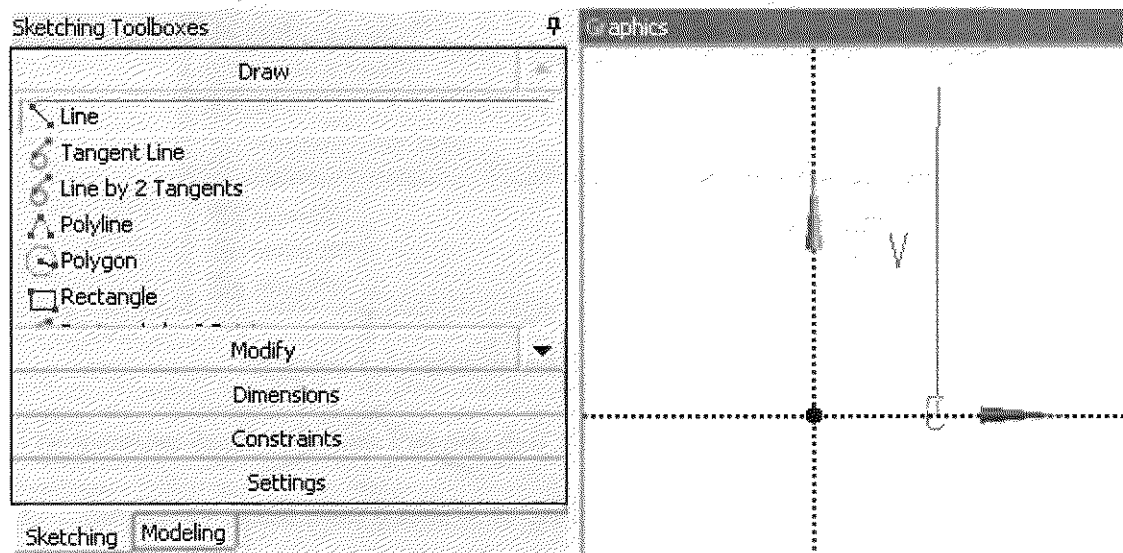 Sketching Toolboxes
Draw
Line
Tangent Line
Line by 2 Tangents
Polyline
Polygon
Rectangle
Modify
Dimensions
Constraints
Settings
Sketching
Modeling
Graphics
V
C